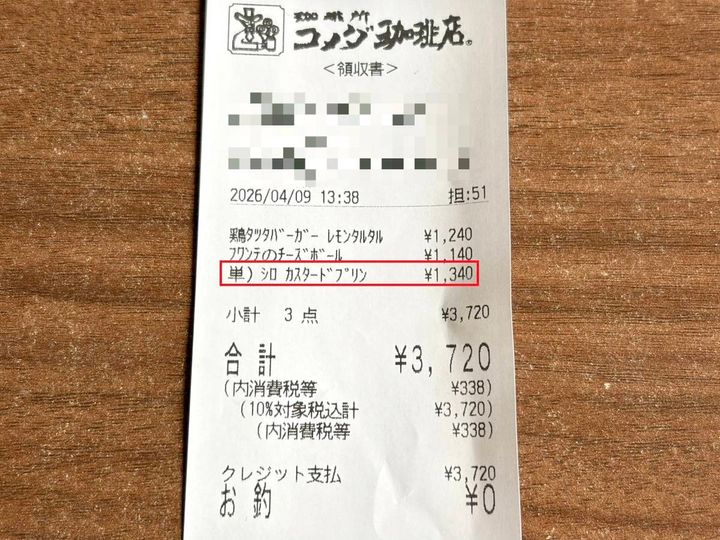 珈琲所
コメダ珈琲店®
<領収書>
2026/04/09 13:38 担:51
鶏タツタバーガー レモンタルタル ¥1,240
フワンテのチーズボール ¥1,140
単) シロ カスタードプリン ¥1,340
小計 3 点 ¥3,720
合計 ¥3,720
(内消費税等 ¥338)
(10%対象税込計 ¥3,720)
(内消費税等 ¥338)
クレジット支払 ¥3,720
お釣 ¥0